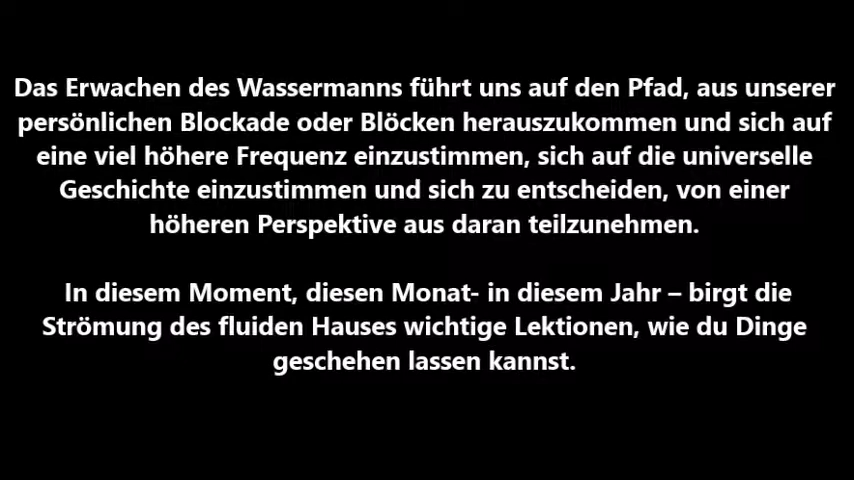 Das Erwachen des Wassermanns führt uns auf den Pfad, aus unserer
persönlichen Blockade oder Blöcken herauszukommen und sich auf
eine viel höhere Frequenz einzustimmen, sich auf die universelle
Geschichte einzustimmen und sich zu entscheiden, von einer
höheren Perspektive aus daran teilzunehmen.
In diesem Moment, diesen Monat- in diesem Jahr – birgt die
Strömung des fluiden Hauses wichtige Lektionen, wie du Dinge
geschehen lassen kannst.